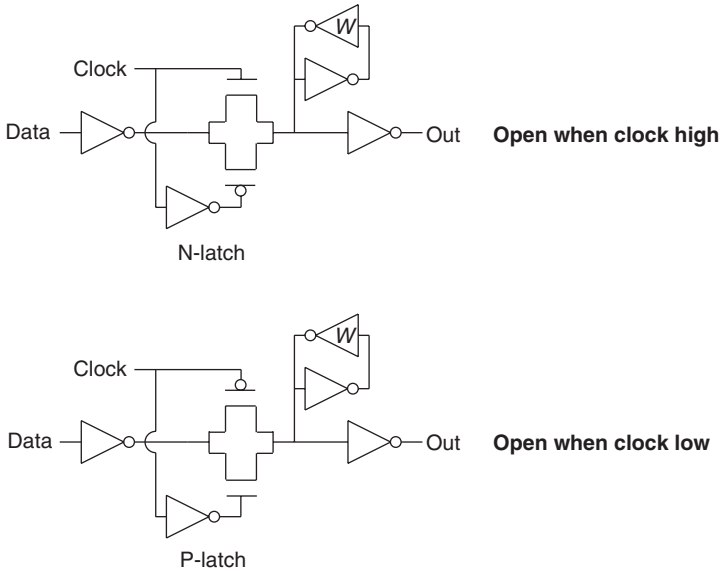 W
Clock
Data
Out
Open when clock high
N-latch
W
Clock
Data
Out
Open when clock low
P-latch